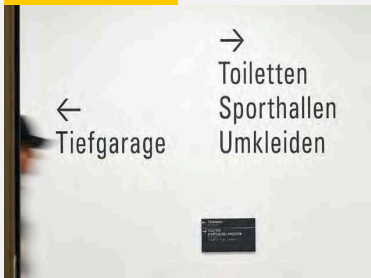 ←
Tiefgarage
→
Toiletten
Sporthallen
Umkleiden